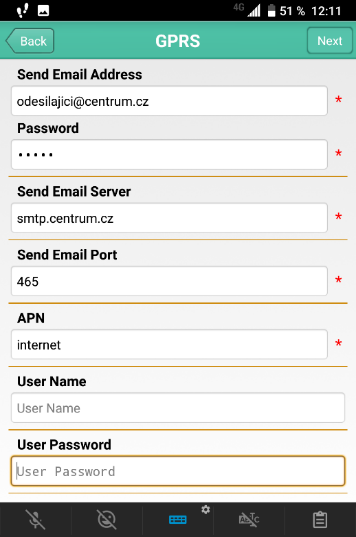 4G 51 % 12:11
Back GPRS Next
Send Email Address
odesilajici@centrum.cz *
Password
••••• *
Send Email Server
smtp.centrum.cz *
Send Email Port
465 *
APN
internet *
User Name
User Name
User Password
User Password